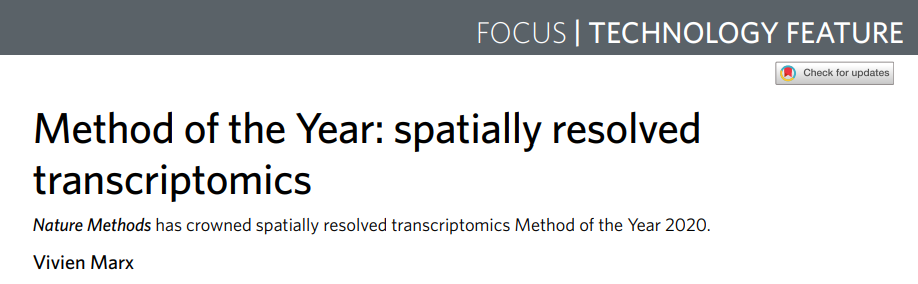 FOCUS | TECHNOLOGY FEATURE
Check for updates
Method of the Year: spatially resolved
transcriptomics
Nature Methods has crowned spatially resolved transcriptomics Method of the Year 2020.
Vivien Marx